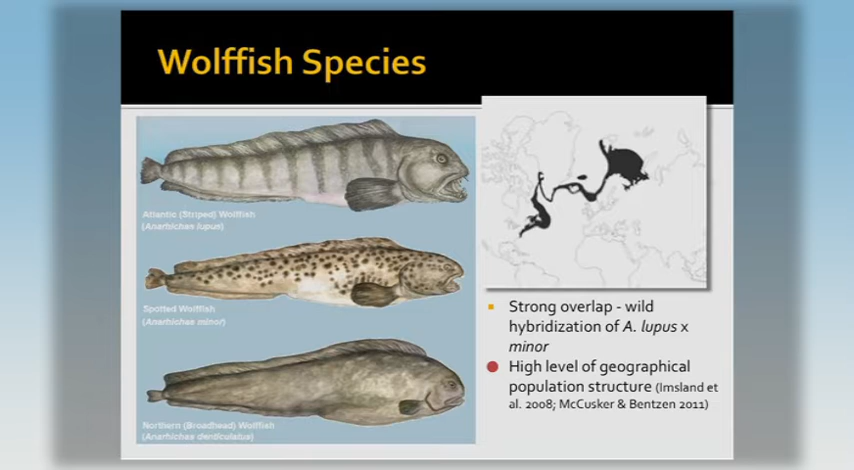 Wolffish Species
Atlantic (Striped) Wolffish
(Anarhichas lupus)
Spotted Wolffish
(Anarhichas minor)
Northern (Broadhead) Wolffish
(Anarhichas denticulatus)
Strong overlap - wild
hybridization of A. lupus x
minor
High level of geographical
population structure (Imsland et
al. 2008; McCusker & Bentzen 2011)